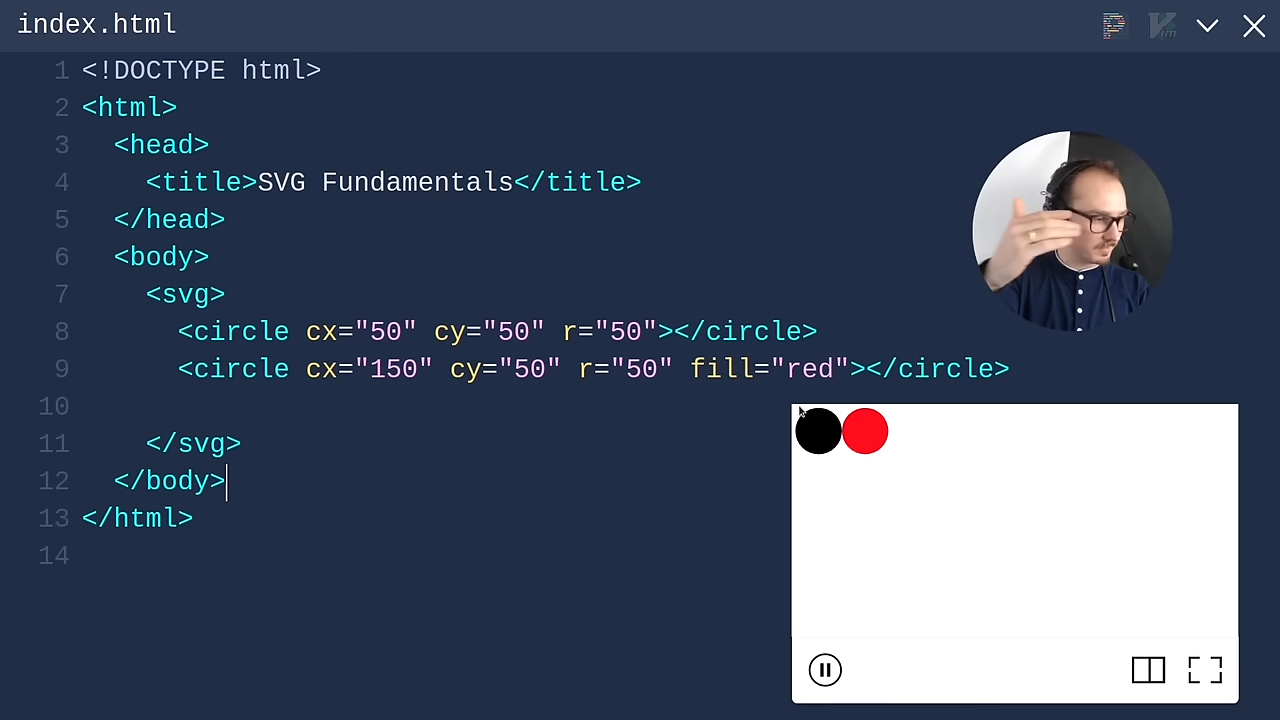 index.html
1 <!DOCTYPE html>
2 <html>
3   <head>
4     <title>SVG Fundamentals</title>
5   </head>
6   <body>
7     <svg>
8       <circle cx="50" cy="50" r="50"></circle>
9       <circle cx="150" cy="50" r="50" fill="red"></circle>
10
11     </svg>
12   </body>
13 </html>
14